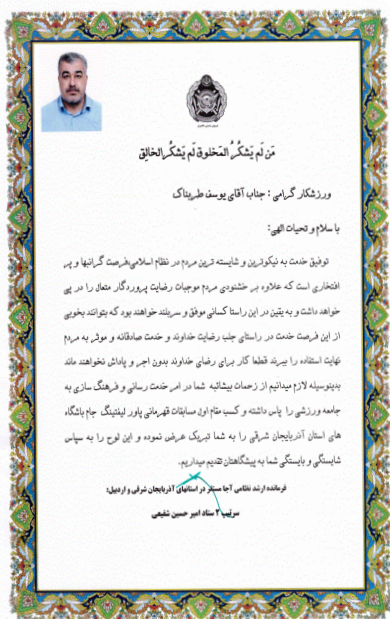 مَن لَم یَشکُرُ المَخلوق لَم یَشکُرِ الخالِق
ورزشکار گرامی : جناب آقای یوسف طربناک
با سلام و تحیات الهی:
توفیق خدمت به نیکوترین و شایسته ترین مردم در نظام اسلامی،فرصت گرانبها و پر
افتخاری است که علاوه بر خشنودی مردم موجبات رضایت پروردگار متعال را در پی
خواهد داشت و به یقین در این راستا کسانی موفق و سربلند خواهند بود که بتوانند بخوبی
از این فرصت خدمت در راستای جلب رضایت خداوند و خدمت صادقانه و موثر به مردم
نهایت استفاده را ببرند قطعا کار برای رضای خداوند بدون اجر و پاداش نخواهند ماند
بدینوسیله لازم میدانیم از زحمات بیشائبه شما در امر خدمت رسانی و فرهنگ سازی به
جامعه ورزشی را پاس داشته و کسب مقام اول مسابقات قهرمانی پاور لیفتینگ جام باشگاه
های استان آذربایجان شرقی را به شما تبریک عرض نموده و این لوح را به سپاس
شایستگی و بایستگی شما به پیشگاهتان تقدیم میداریم.
فرمانده ارشد نظامی آجا مستقر در استانهای آذربایجان شرقی و اردبیل؛
سرتیپ ۲ ستاد امیر حسین شفیعی